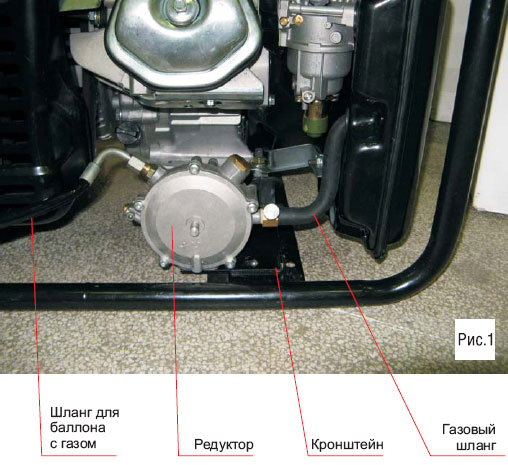 Рис.1
Шланг для
баллона
с газом
Редуктор
Кронштейн
Газовый
шланг